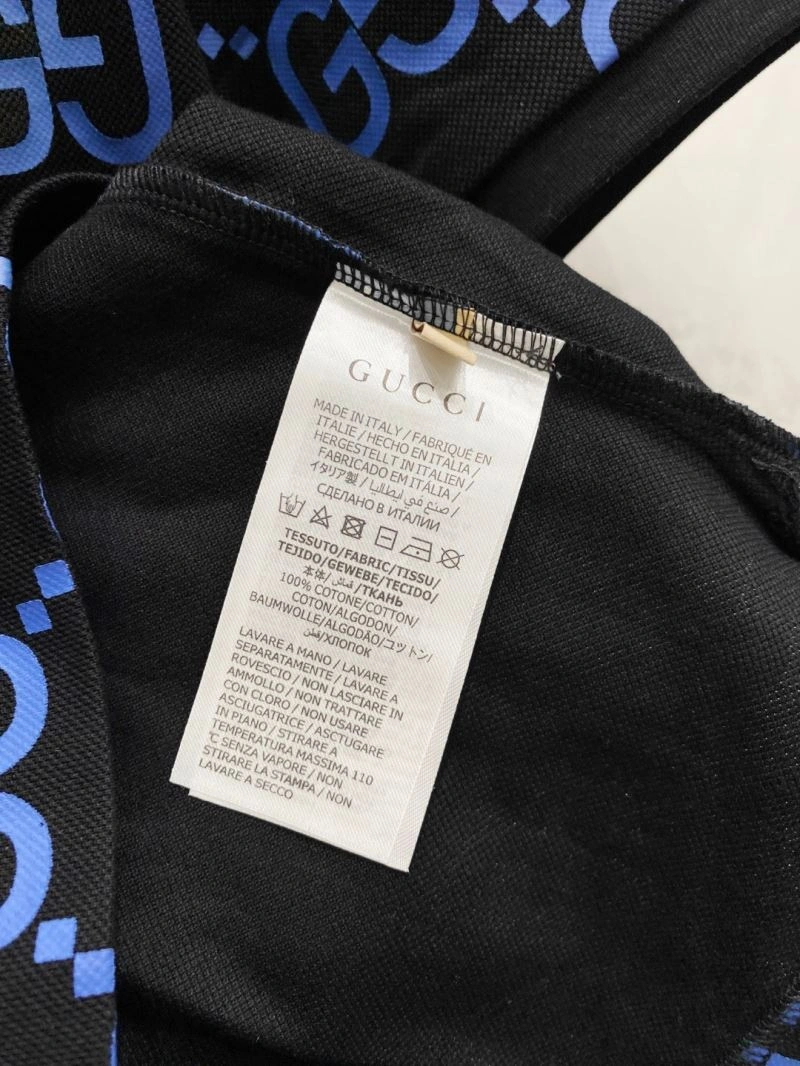 GUCCI
MADE IN ITALY / FABRIQUÉ EN
ITALIE / HECHO EN ITALIA /
HERGESTELLT IN ITALIEN /
FABRICADO EM ITÁLIA /
イタリア製 / صنع في ايطاليا /
СДЕЛАНО В ИТАЛИИ
TESSUTO/FABRIC/TISSU/
TEJIDO/GEWEBE/TECIDO/
本体/قماش/ТКАНЬ
100% COTONE/COTTON/
COTON/ALGODON/
BAUMWOLLE/ALGODÃO/コットン/
قطن/ХЛОПОК
LAVARE A MANO / LAVARE
SEPARATAMENTE / LAVARE A
ROVESCIO / NON LASCIARE IN
AMMOLLO / NON TRATTARE
CON CLORO / NON USARE
ASCIUGATRICE / ASCTUGARE
IN PIANO / STIRARE A
TEMPERATURA MASSIMA 110
℃ SENZA VAPORE / NON
STIRARE LA STAMPA / NON
LAVARE A SECCO